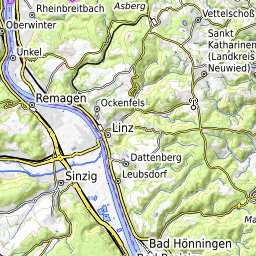 Rheinbreitbach
Asberg
Vettelschoß
Oberwinter
Sankt
Katharinen
(Landkreis
Neuwied)
Unkel
Remagen
Ockenfels
Linz
Dattenberg
Sinzig
Leubsdorf
Bad Hönningen